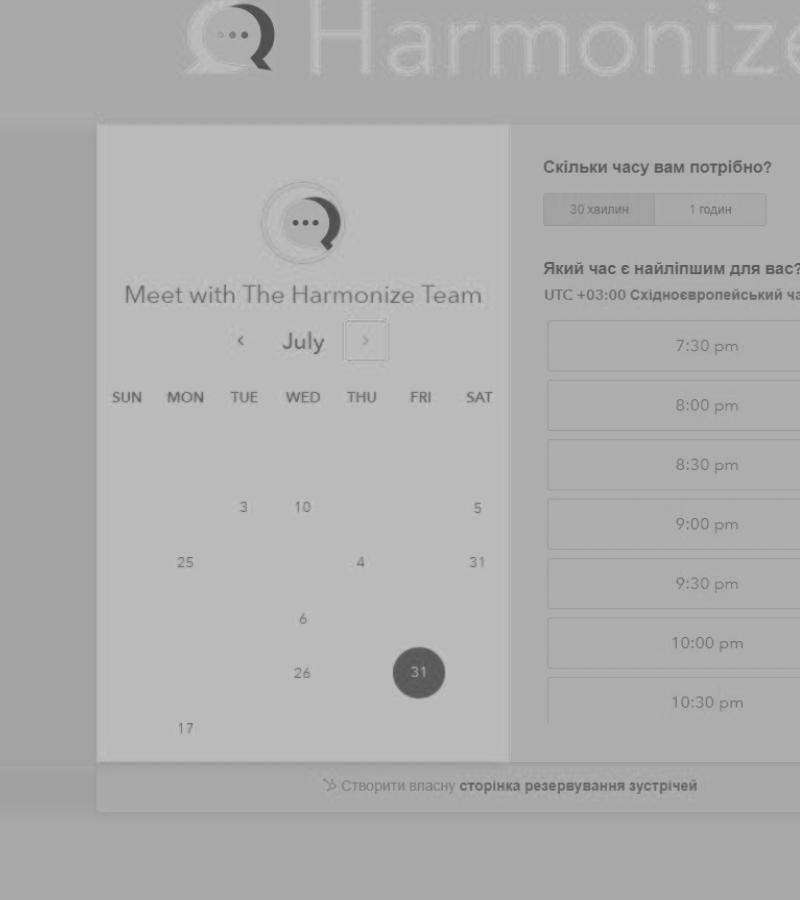 Harmonize
Meet with The Harmonize Team
July
SUN MON TUE WED THU FRI SAT
3 10 5
25 4 31
6
26 31
17
Скільки часу вам потрібно?
30 хвилин 1 годин
Який час є найліпшим для вас?
UTC +03:00 Східноєвропейський ча
7:30 pm
8:00 pm
8:30 pm
9:00 pm
9:30 pm
10:00 pm
10:30 pm
Створити власну сторінка резервування зустрічей